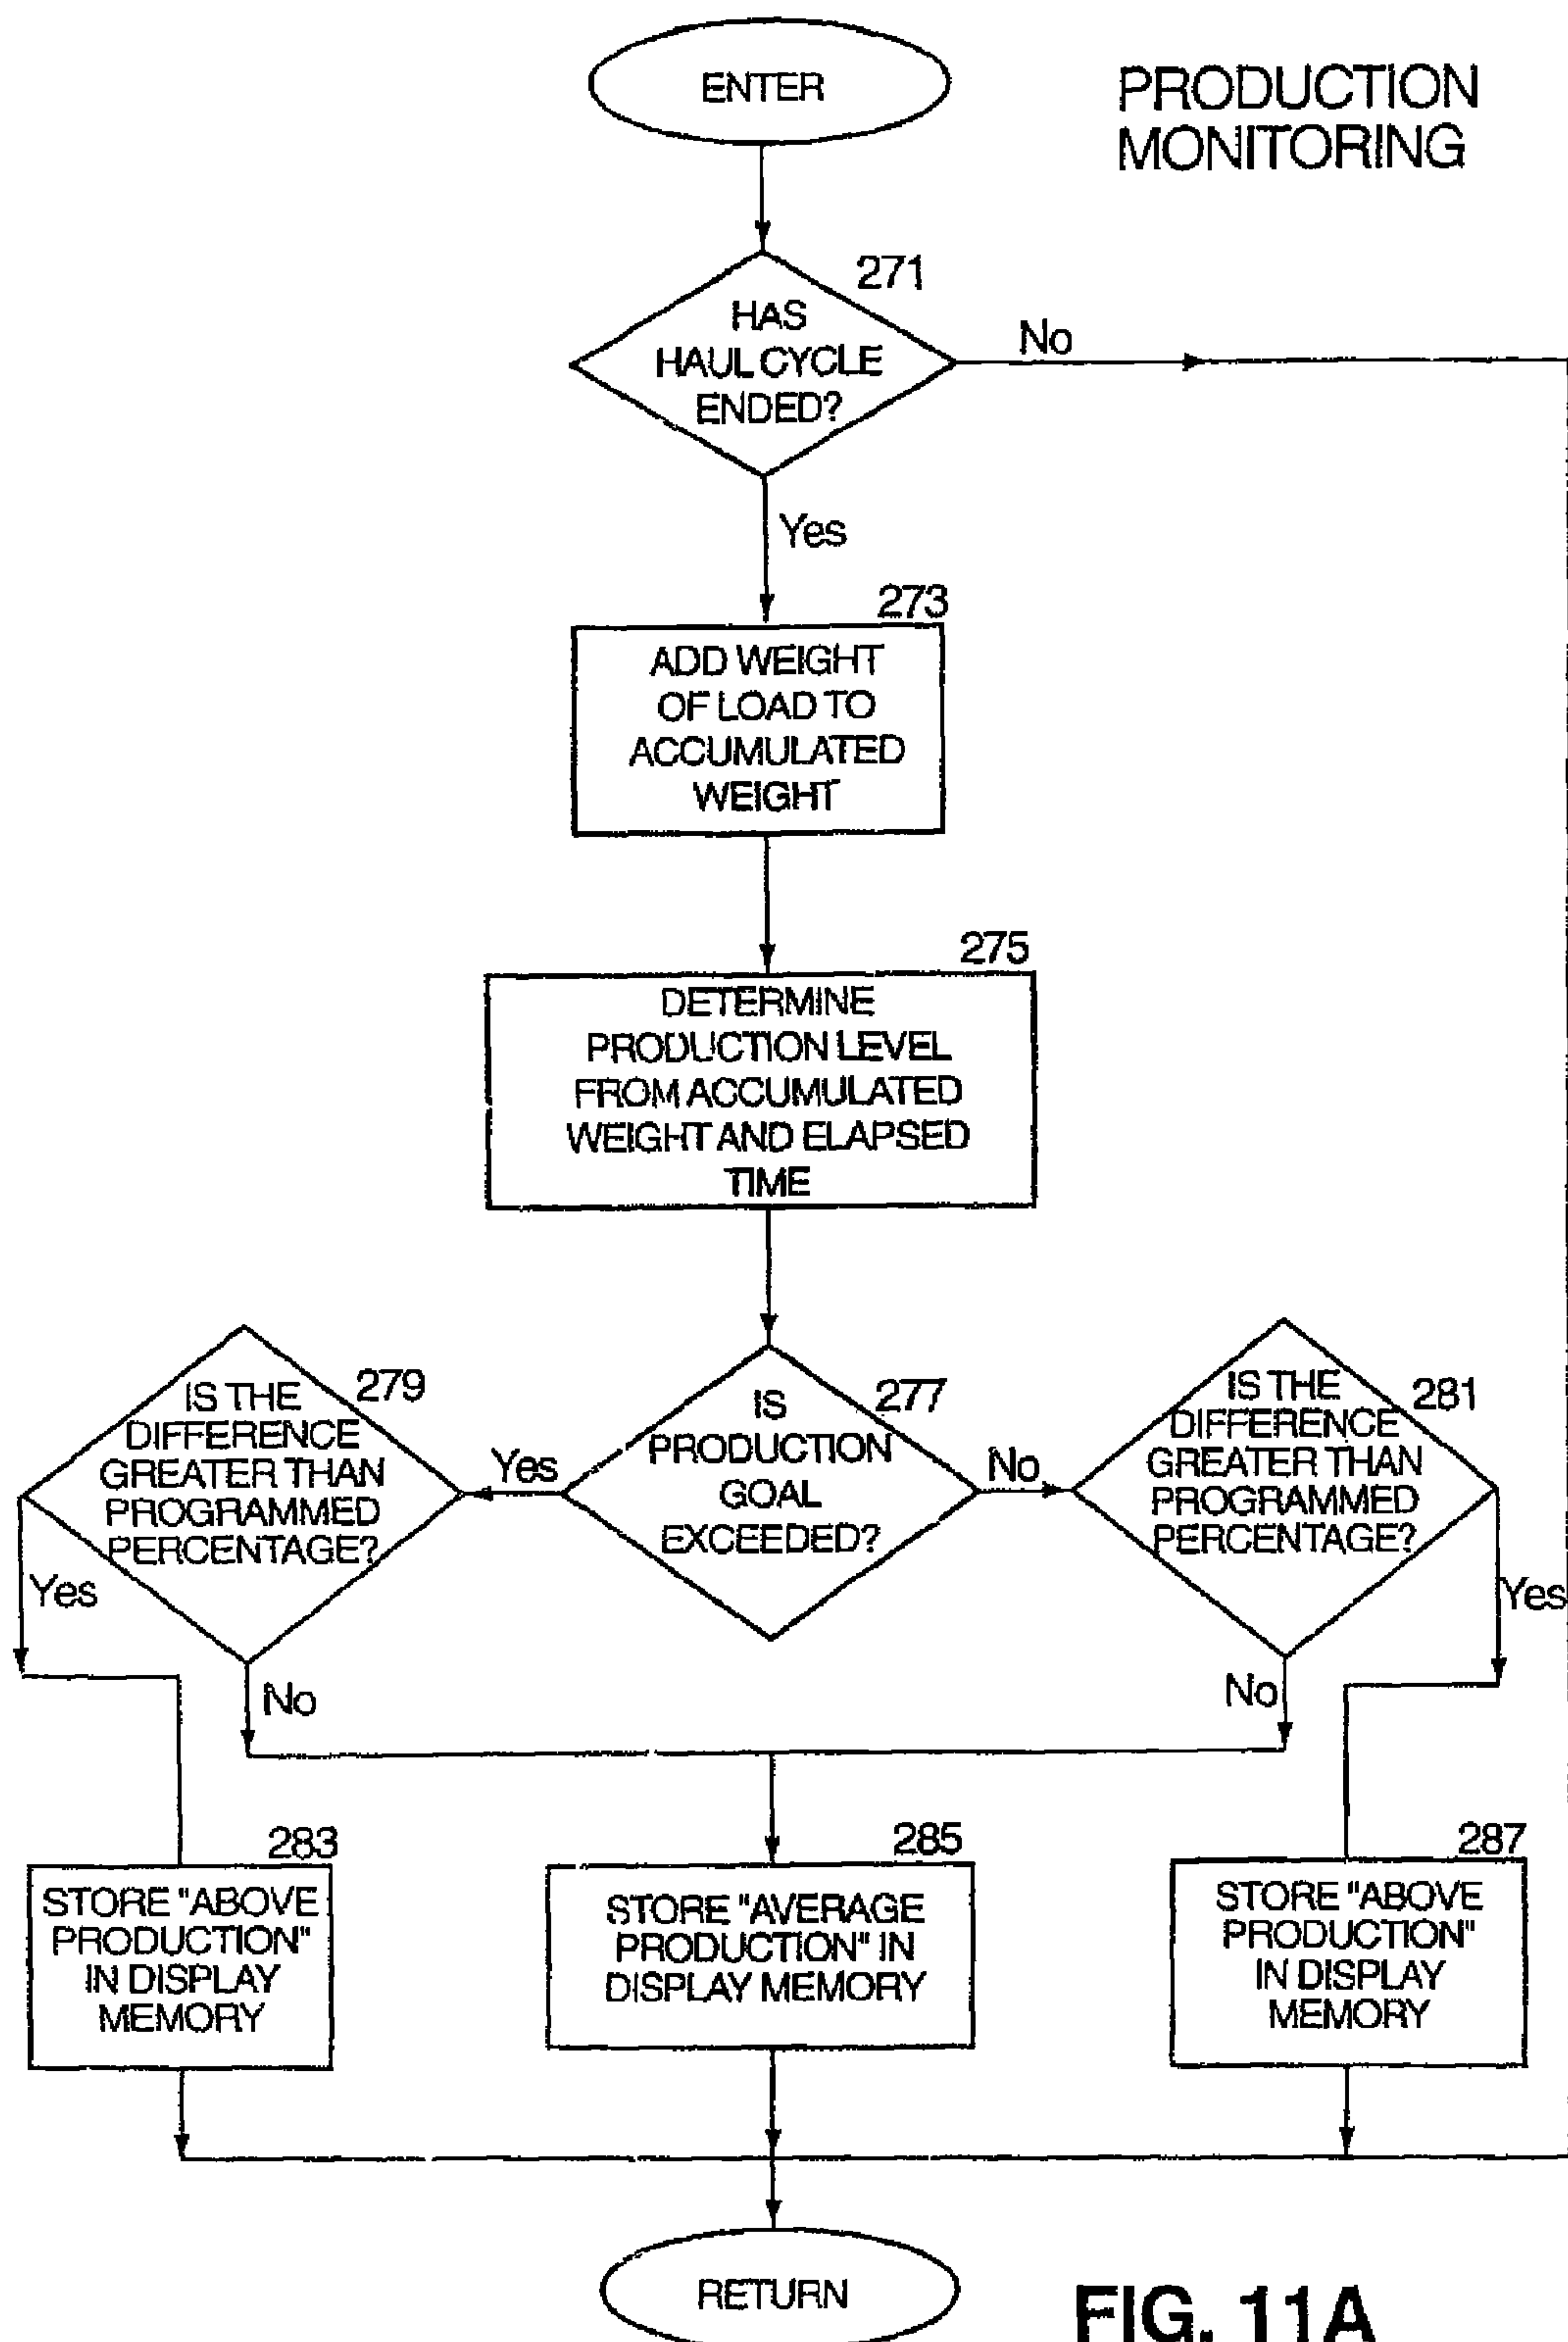 ENTER
PRODUCTION
MONITORING
271
HAS
HAUL CYCLE
ENDED?
No
Yes
273
ADD WEIGHT
OF LOAD TO
ACCUMULATED
WEIGHT
275
DETERMINE
PRODUCTION LEVEL
FROM ACCUMULATED
WEIGHT AND ELAPSED
TIME
279
IS THE
DIFFERENCE
GREATER THAN
PROGRAMMED
PERCENTAGE?
Yes
277
IS
PRODUCTION
GOAL
EXCEEDED?
No
281
IS THE
DIFFERENCE
GREATER THAN
PROGRAMMED
PERCENTAGE?
Yes
Yes
No
No
283
STORE "ABOVE
PRODUCTION"
IN DISPLAY
MEMORY
285
STORE "AVERAGE
PRODUCTION" IN
DISPLAY MEMORY
287
STORE "ABOVE
PRODUCTION"
IN DISPLAY
MEMORY
RETURN
FIG. 11A